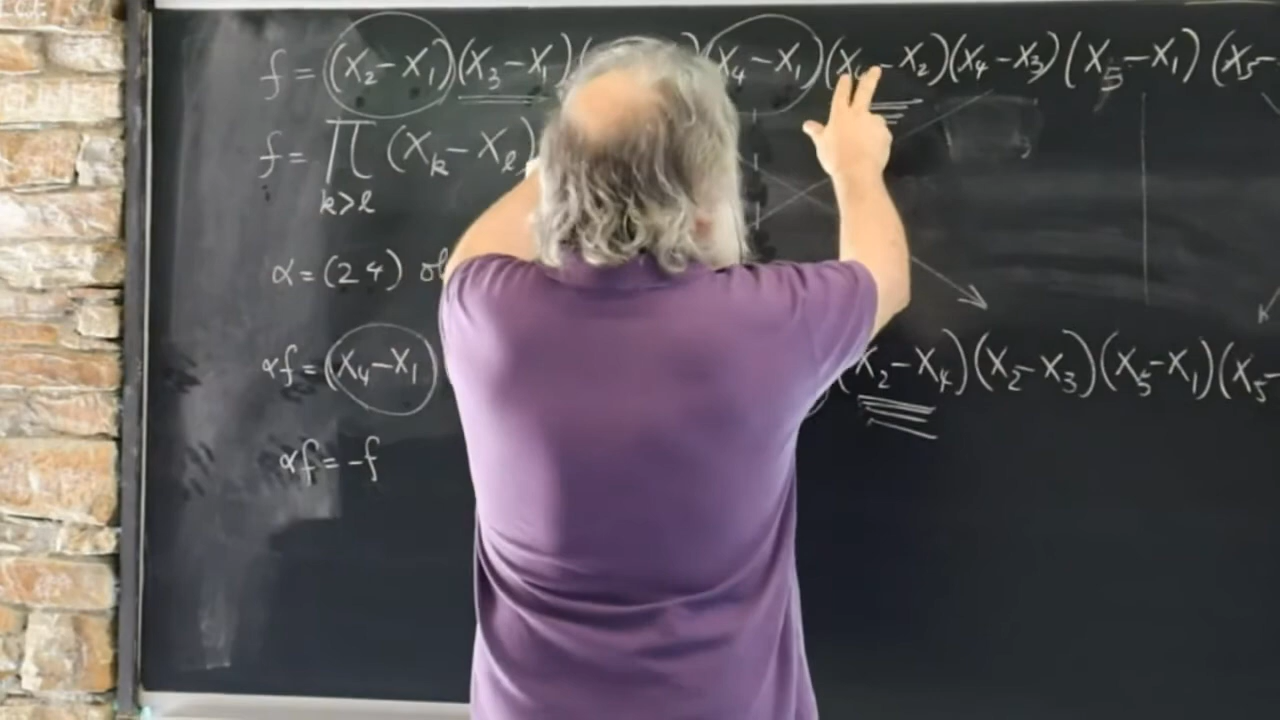 f = (X₂ - X₁)(X₃ - X₁)( )(X₄ - X₁)(X₄ - X₂)(X₄ - X₃)(X₅ - X₁)(X₅ -
f = ∏ (Xₖ - Xₗ)
k>l
α = (2 4) ol
αf = (X₄ - X₁) (X₂ - X₄)(X₂ - X₃)(X₅ - X₁)(X₅ -
αf = -f